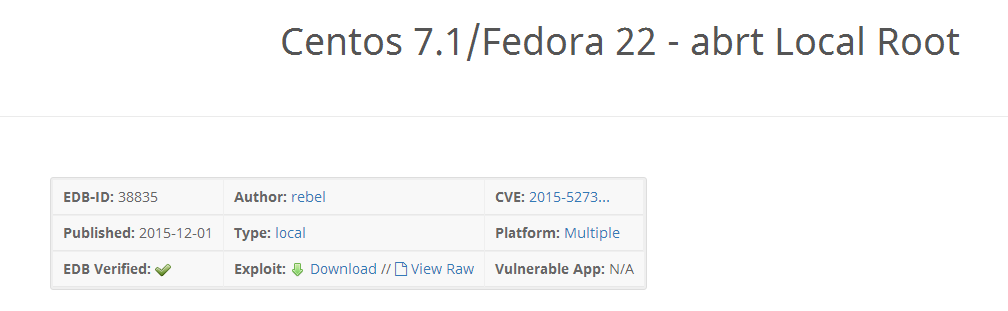 Centos 7.1/Fedora 22 - abrt Local Root
EDB-ID: 38835 Author: rebel CVE: 2015-5273...
Published: 2015-12-01 Type: local Platform: Multiple
EDB Verified: Exploit: Download // View Raw Vulnerable App: N/A